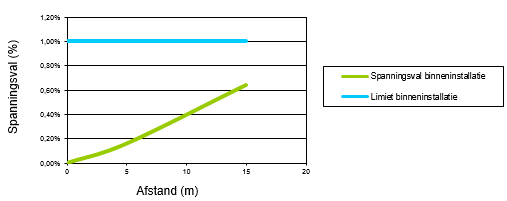 1,20%
1,00%
0,80%
0,60%
0,40%
0,20%
0,00%
Spanningsval (%)
0 5 10 15 20
Afstand (m)
Spanningsval binneninstallatie
Limiet binneninstallatie